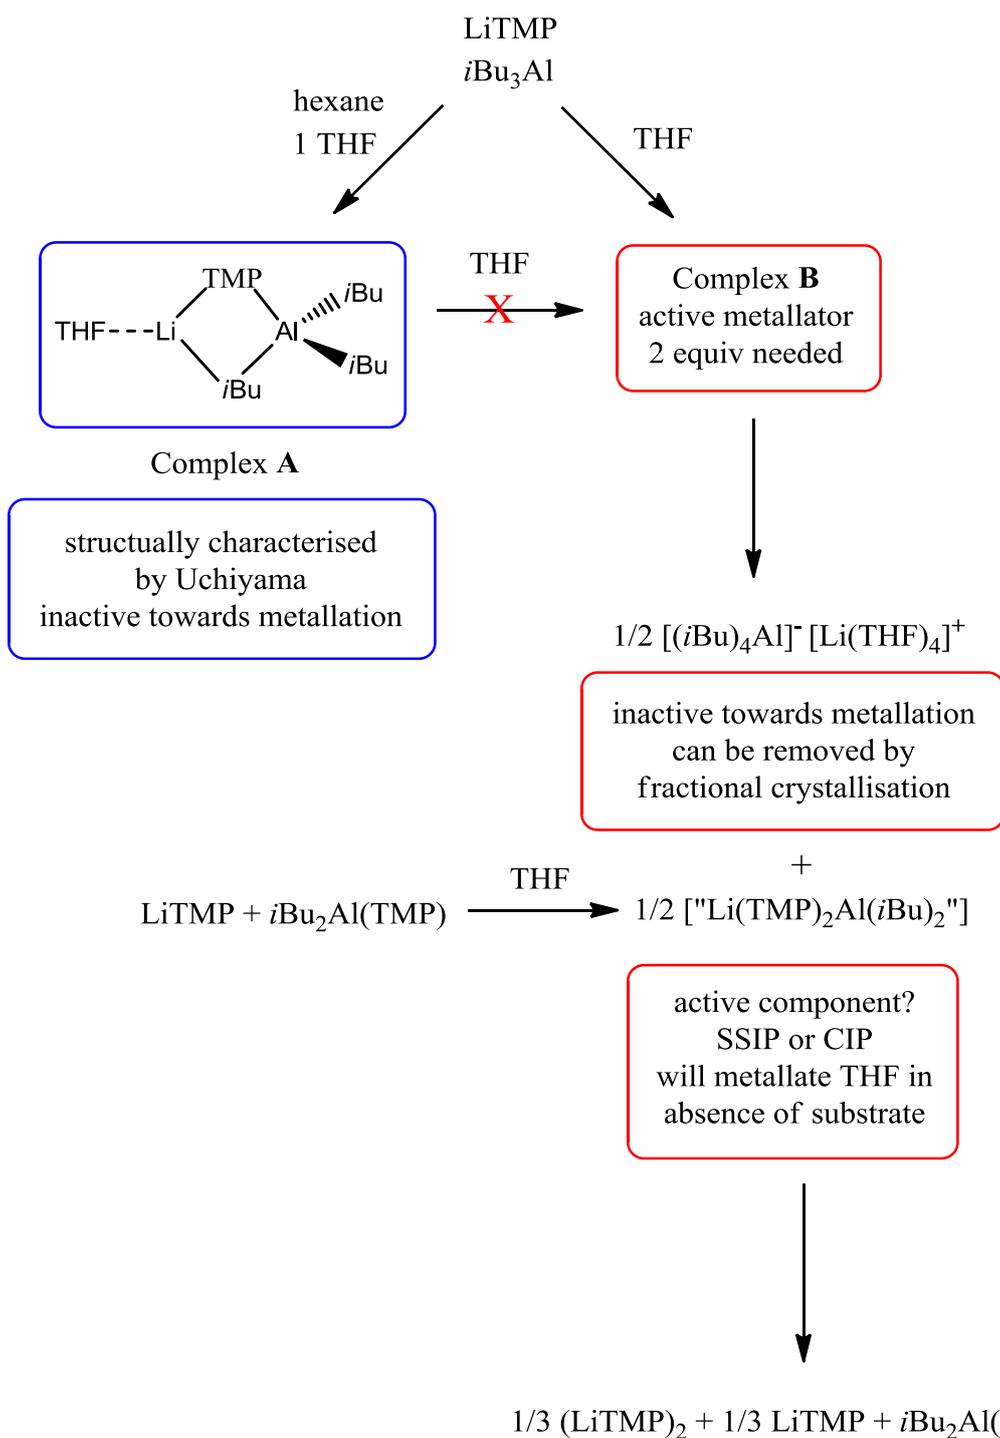 LiTMP
iBu3Al
hexane
1 THF
THF
TMP
THF---Li
Al
iBu
iBu
iBu
THF
X
Complex B
active metallator
2 equiv needed
Complex A
structually characterised
by Uchiyama
inactive towards metallation
1/2 [(iBu)4Al]- [Li(THF)4]+
inactive towards metallation
can be removed by
fractional crystallisation
+
LiTMP + iBu2Al(TMP)
THF
1/2 ["Li(TMP)2Al(iBu)2"]
active component?
SSIP or CIP
will metallate THF in
absence of substrate
1/3 (LiTMP)2 + 1/3 LiTMP + iBu2Al(